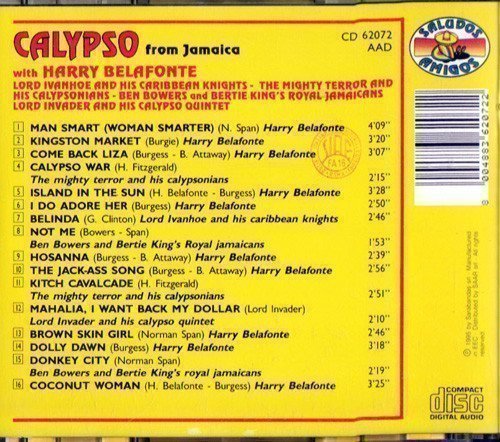 CALYPSO from Jamaica
CD 62072
AAD
SALUDOS
AMIGOS
with HARRY BELAFONTE
LORD IVANHOE AND HIS CARIBBEAN KNIGHTS - THE MIGHTY TERROR AND
HIS CALYPSONIANS - BEN BOWERS and BERTIE KING'S ROYAL JAMAICANS
LORD INVADER AND HIS CALYPSO QUINTET
1 MAN SMART (WOMAN SMARTER) (N. Span) Harry Belafonte 4'09"
2 KINGSTON MARKET (Burgie) Harry Belafonte 3'20"
3 COME BACK LIZA (Burgess - B. Attaway) Harry Belafonte 3'07"
4 CALYPSO WAR (H. Fitzgerald)
The mighty terror and his calypsonians 2'15"
5 ISLAND IN THE SUN (H. Belafonte - Burgess) Harry Belafonte 3'28"
6 I DO ADORE HER (Burgess) Harry Belafonte 2'50"
7 BELINDA (G. Clinton) Lord Ivanhoe and his caribbean knights 2'46"
8 NOT ME (Bowers - Span)
Ben Bowers and Bertie King's Royal jamaicans 1'53"
9 HOSANNA (Burgess - B. Attaway) Harry Belafonte 2'39"
10 THE JACK-ASS SONG (Burgess - B. Attaway) Harry Belafonte 2'56"
11 KITCH CAVALCADE (H. Fitzgerald)
The mighty terror and his calypsonians 2'51"
12 MAHALIA, I WANT BACK MY DOLLAR (Lord Invader)
Lord Invader and his calypso quintet 2'10"
13 BROWN SKIN GIRL (Norman Span) Harry Belafonte 2'46"
14 DOLLY DAWN (Burgess) Harry Belafonte 3'18"
15 DONKEY CITY (Norman Span)
Ben Bowers and Bertie King's royal jamaicans 2'19"
16 COCONUT WOMAN (H. Belafonte - Burgess) Harry Belafonte 3'25"
8 004883 620722
COMPACT
disc
DIGITAL AUDIO